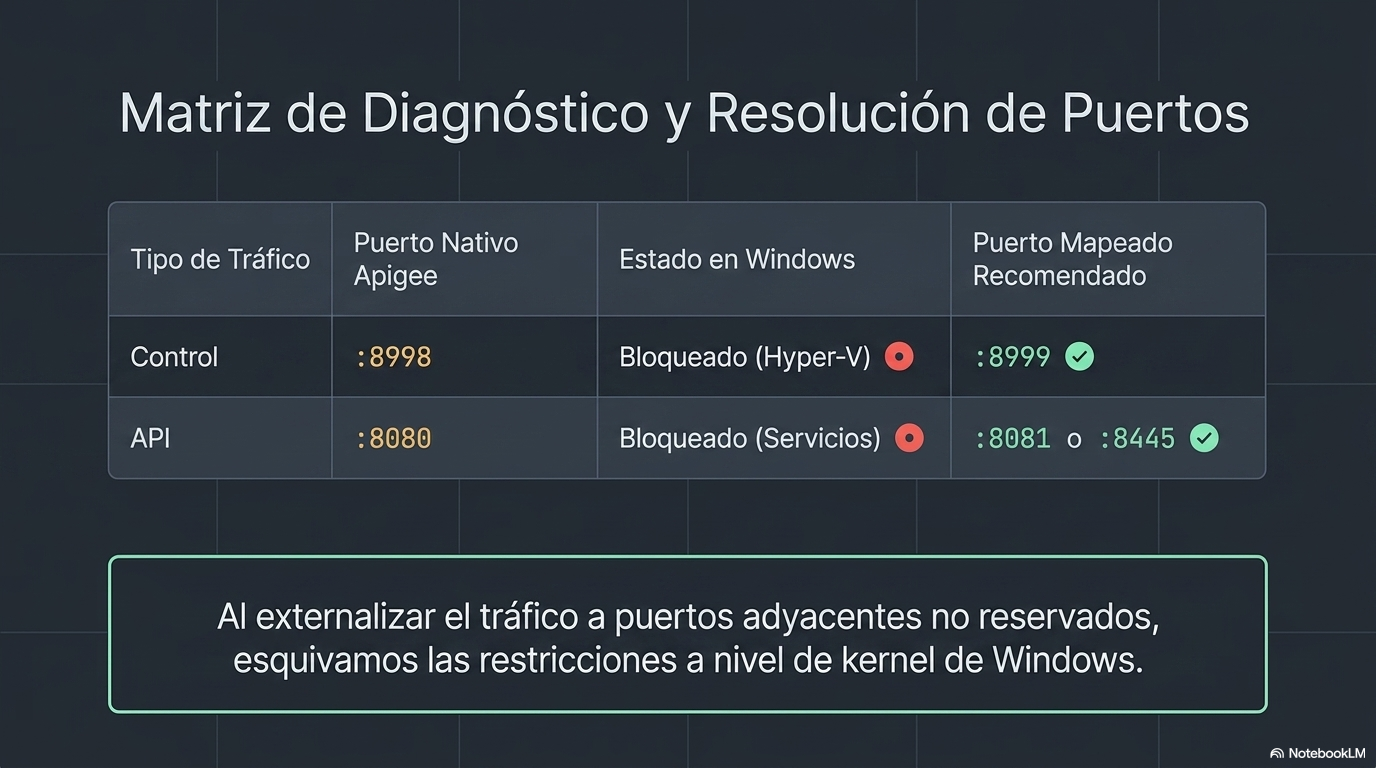 Matriz de Diagnóstico y Resolución de Puertos
Tipo de Tráfico
Puerto Nativo
Apigee
Estado en Windows
Puerto Mapeado
Recomendado
Control
:8998
Bloqueado (Hyper-V)
:8999
API
:8080
Bloqueado (Servicios)
:8081 o :8445
Al externalizar el tráfico a puertos adyacentes no reservados,
esquivamos las restricciones a nivel de kernel de Windows.
NotebookLM